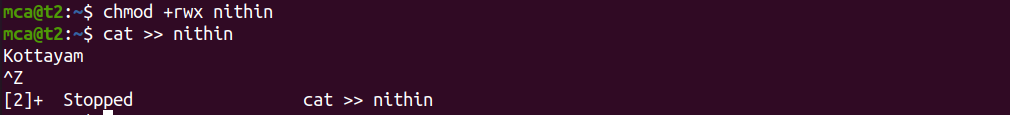 mca@t2:~$ chmod +rwx nithin
mca@t2:~$ cat >> nithin
Kottayam
^Z
[2]+  Stopped                 cat >> nithin